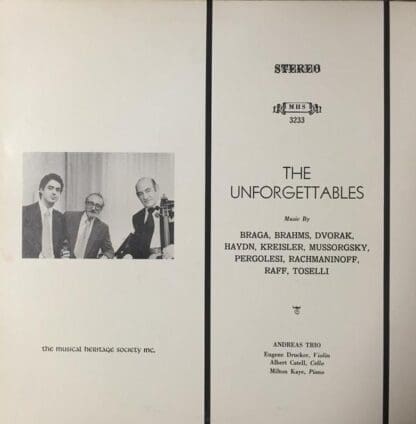 STEREO
MHS
3233
THE
UNFORGETTABLES
Music By
BRAGA, BRAHMS, DVORAK,
HAYDN, KREISLER, MUSSORGSKY,
PERGOLESI, RACHMANINOFF,
RAFF, TOSELLI
the musical heritage society inc.
ANDREAS TRIO
Eugene Drucker, Violin
Albert Catell, Cello
Milton Kaye, Piano